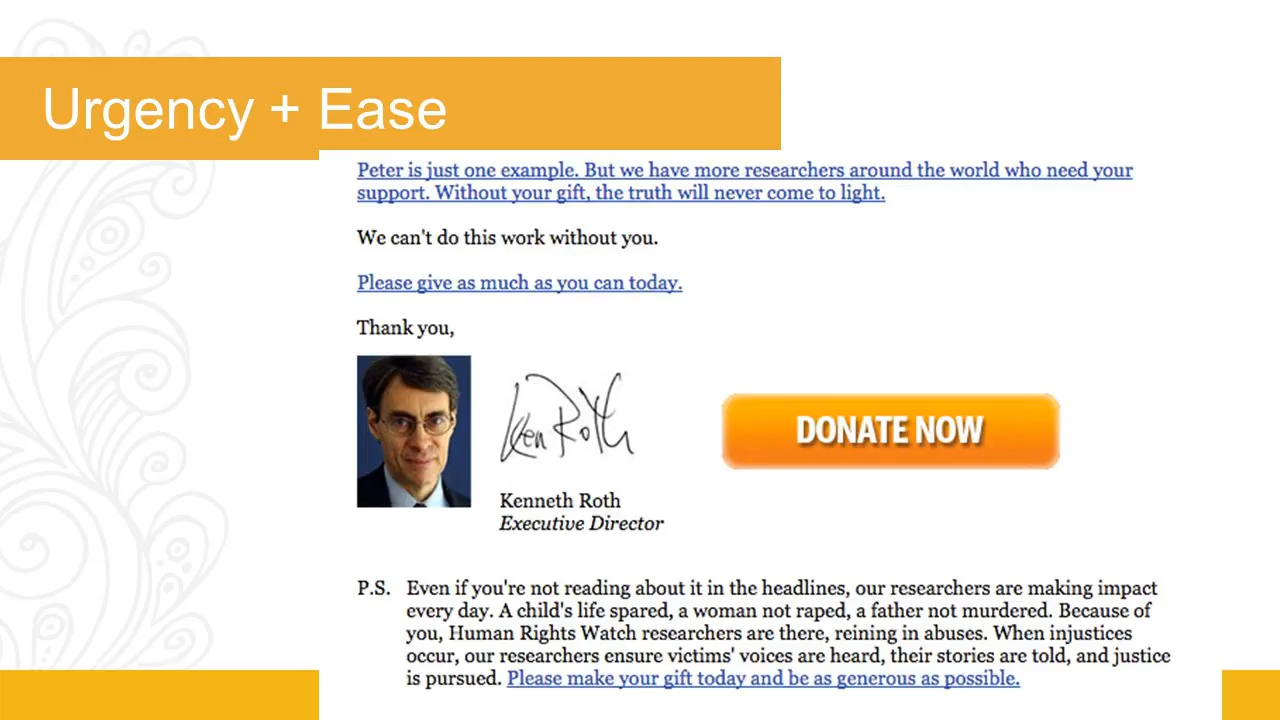 Urgency + Ease
Peter is just one example. But we have more researchers around the world who need your
support. Without your gift, the truth will never come to light.
We can't do this work without you.
Please give as much as you can today.
Thank you,
Ken Roth
DONATE NOW
Kenneth Roth
Executive Director
P.S. Even if you're not reading about it in the headlines, our researchers are making impact
every day. A child's life spared, a woman not raped, a father not murdered. Because of
you, Human Rights Watch researchers are there, reining in abuses. When injustices
occur, our researchers ensure victims' voices are heard, their stories are told, and justice
is pursued. Please make your gift today and be as generous as possible.